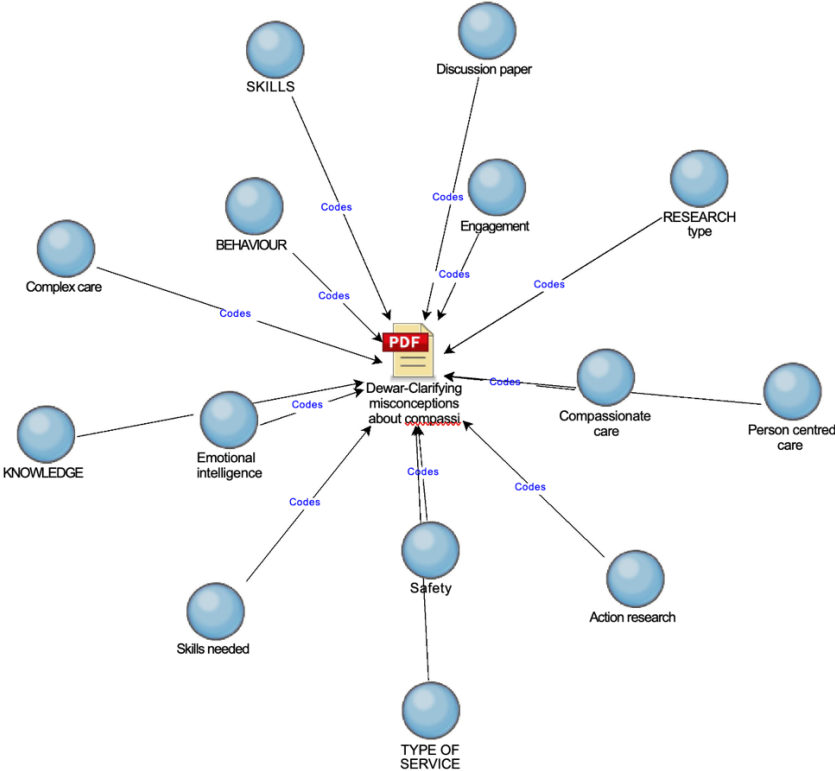 SKILLS
Discussion paper
Codes
Codes
BEHAVIOUR
Engagement
RESEARCH
type
Complex care
Codes
Codes
Codes
Codes
PDF
Dewar-Clarifying
misconceptions
about compassi
Codes
Compassionate
care
Person centred
care
KNOWLEDGE
Codes
Emotional
intelligence
Codes
Codes
Codes
Safety
Skills needed
Action research
TYPE OF
SERVICE